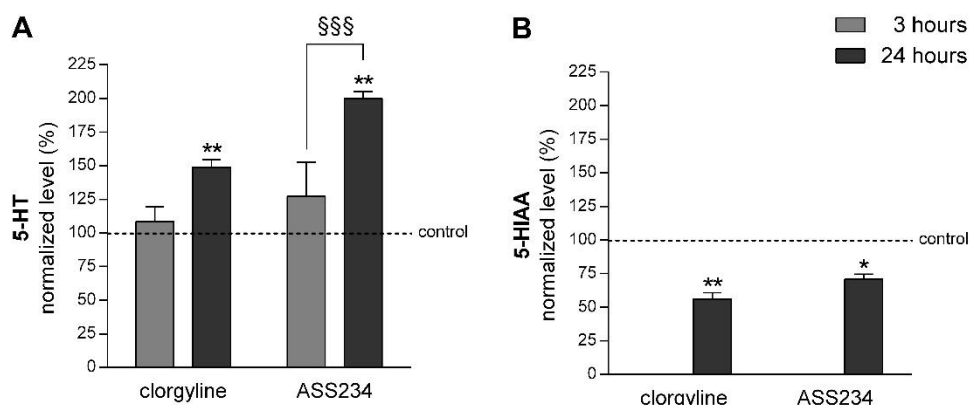 A
§§§
5-HT
normalized level (%)
225
200
175
150
125
100
75
50
25
0
**
**
control
clorgyline
ASS234
B
3 hours
24 hours
5-HIAA
normalized level (%)
225
200
175
150
125
100
75
50
25
0
**
*
control
clorgyline
ASS234